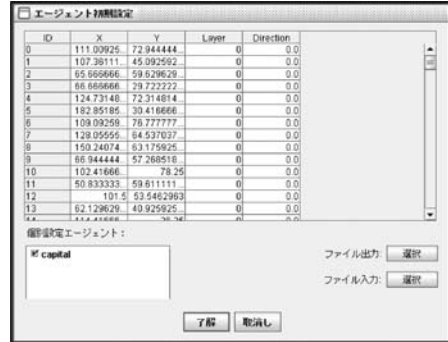 エージェント初期設定
ID X Y Layer Direction
0 111.00925... 72.944444... 0 0.0
1 107.36111... 45.092592... 0 0.0
2 65.666666... 59.629629... 0 0.0
3 66.666666... 29.722222... 0 0.0
4 124.73148... 72.314814... 0 0.0
5 182.85185... 30.416666... 0 0.0
6 109.09259... 76.777777... 0 0.0
7 128.05555... 64.537037... 0 0.0
8 150.24074... 63.175925... 0 0.0
9 66.944444... 57.268518... 0 0.0
10 102.41666... 78.25 0 0.0
11 50.833333... 59.611111... 0 0.0
12 101.5 53.5462963 0 0.0
13 62.129629... 40.925925... 0 0.0
個別設定エージェント：
capital
ファイル出力: 選択
ファイル入力: 選択
了解 取消し